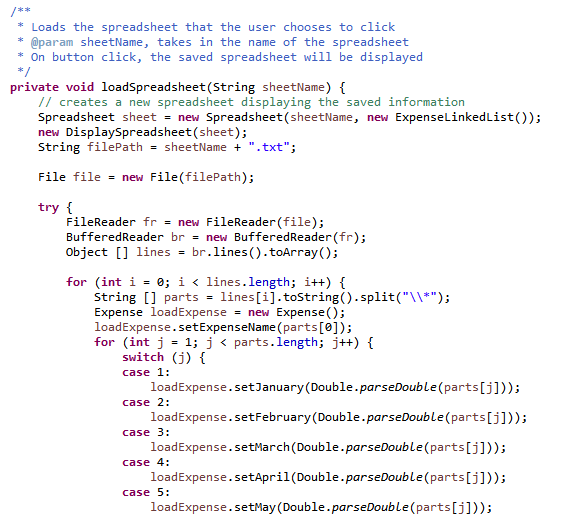 /**
 * Loads the spreadsheet that the user chooses to click
 * @param sheetName, takes in the name of the spreadsheet
 * On button click, the saved spreadsheet will be displayed
 */
private void loadSpreadsheet(String sheetName) {
    // creates a new spreadsheet displaying the saved information
    Spreadsheet sheet = new Spreadsheet(sheetName, new ExpenseLinkedList());
    new DisplaySpreadsheet(sheet);
    String filePath = sheetName + ".txt";

    File file = new File(filePath);

    try {
        FileReader fr = new FileReader(file);
        BufferedReader br = new BufferedReader(fr);
        Object [] lines = br.lines().toArray();

        for (int i = 0; i < lines.length; i++) {
            String [] parts = lines[i].toString().split("\\*");
            Expense loadExpense = new Expense();
            loadExpense.setExpenseName(parts[0]);
            for (int j = 1; j < parts.length; j++) {
                switch (j) {
                case 1:
                    loadExpense.setJanuary(Double.parseDouble(parts[j]));
                case 2:
                    loadExpense.setFebruary(Double.parseDouble(parts[j]));
                case 3:
                    loadExpense.setMarch(Double.parseDouble(parts[j]));
                case 4:
                    loadExpense.setApril(Double.parseDouble(parts[j]));
                case 5:
                    loadExpense.setMay(Double.parseDouble(parts[j]));